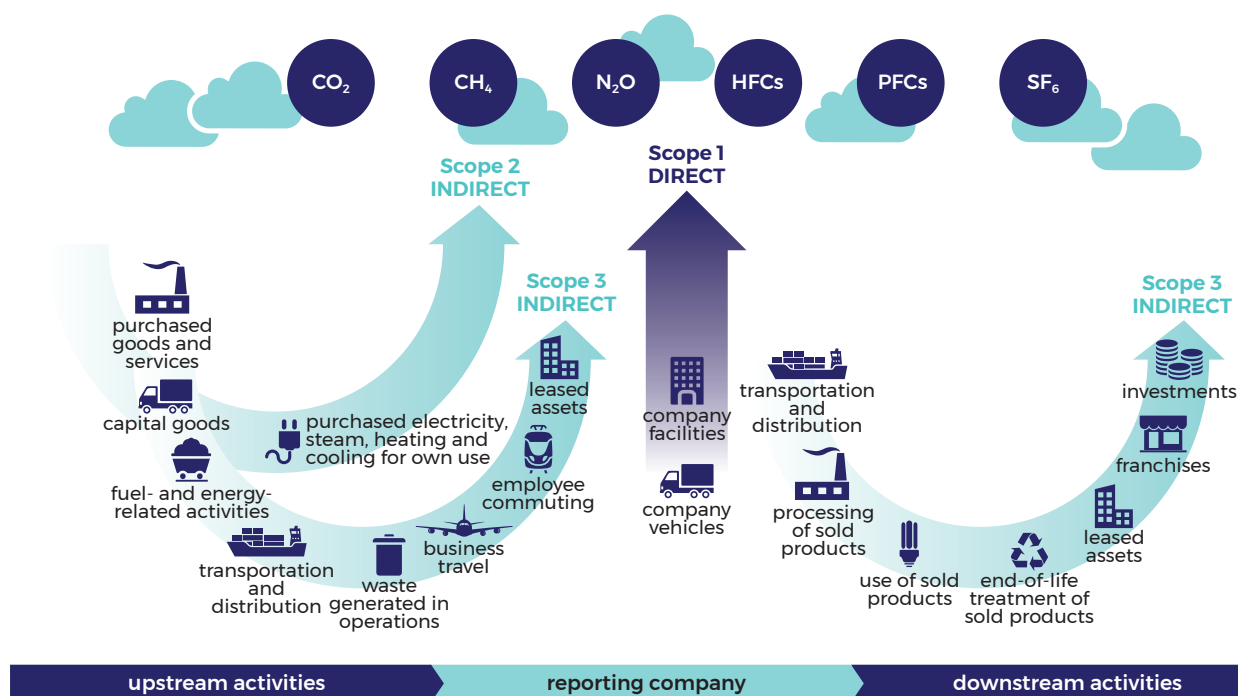 CO₂
CH₄
N₂O
HFCs
PFCs
SF₆
Scope 2
INDIRECT
Scope 1
DIRECT
Scope 3
INDIRECT
Scope 3
INDIRECT
purchased
goods and
services
capital goods
fuel- and energy-
related activities
purchased electricity,
steam, heating and
cooling for own use
transportation
and
distribution
waste
generated in
operations
business
travel
employee
commuting
leased
assets
company
facilities
company
vehicles
transportation
and
distribution
processing
of sold
products
use of sold
products
end-of-life
treatment of
sold products
leased
assets
franchises
investments
upstream activities
reporting company
downstream activities